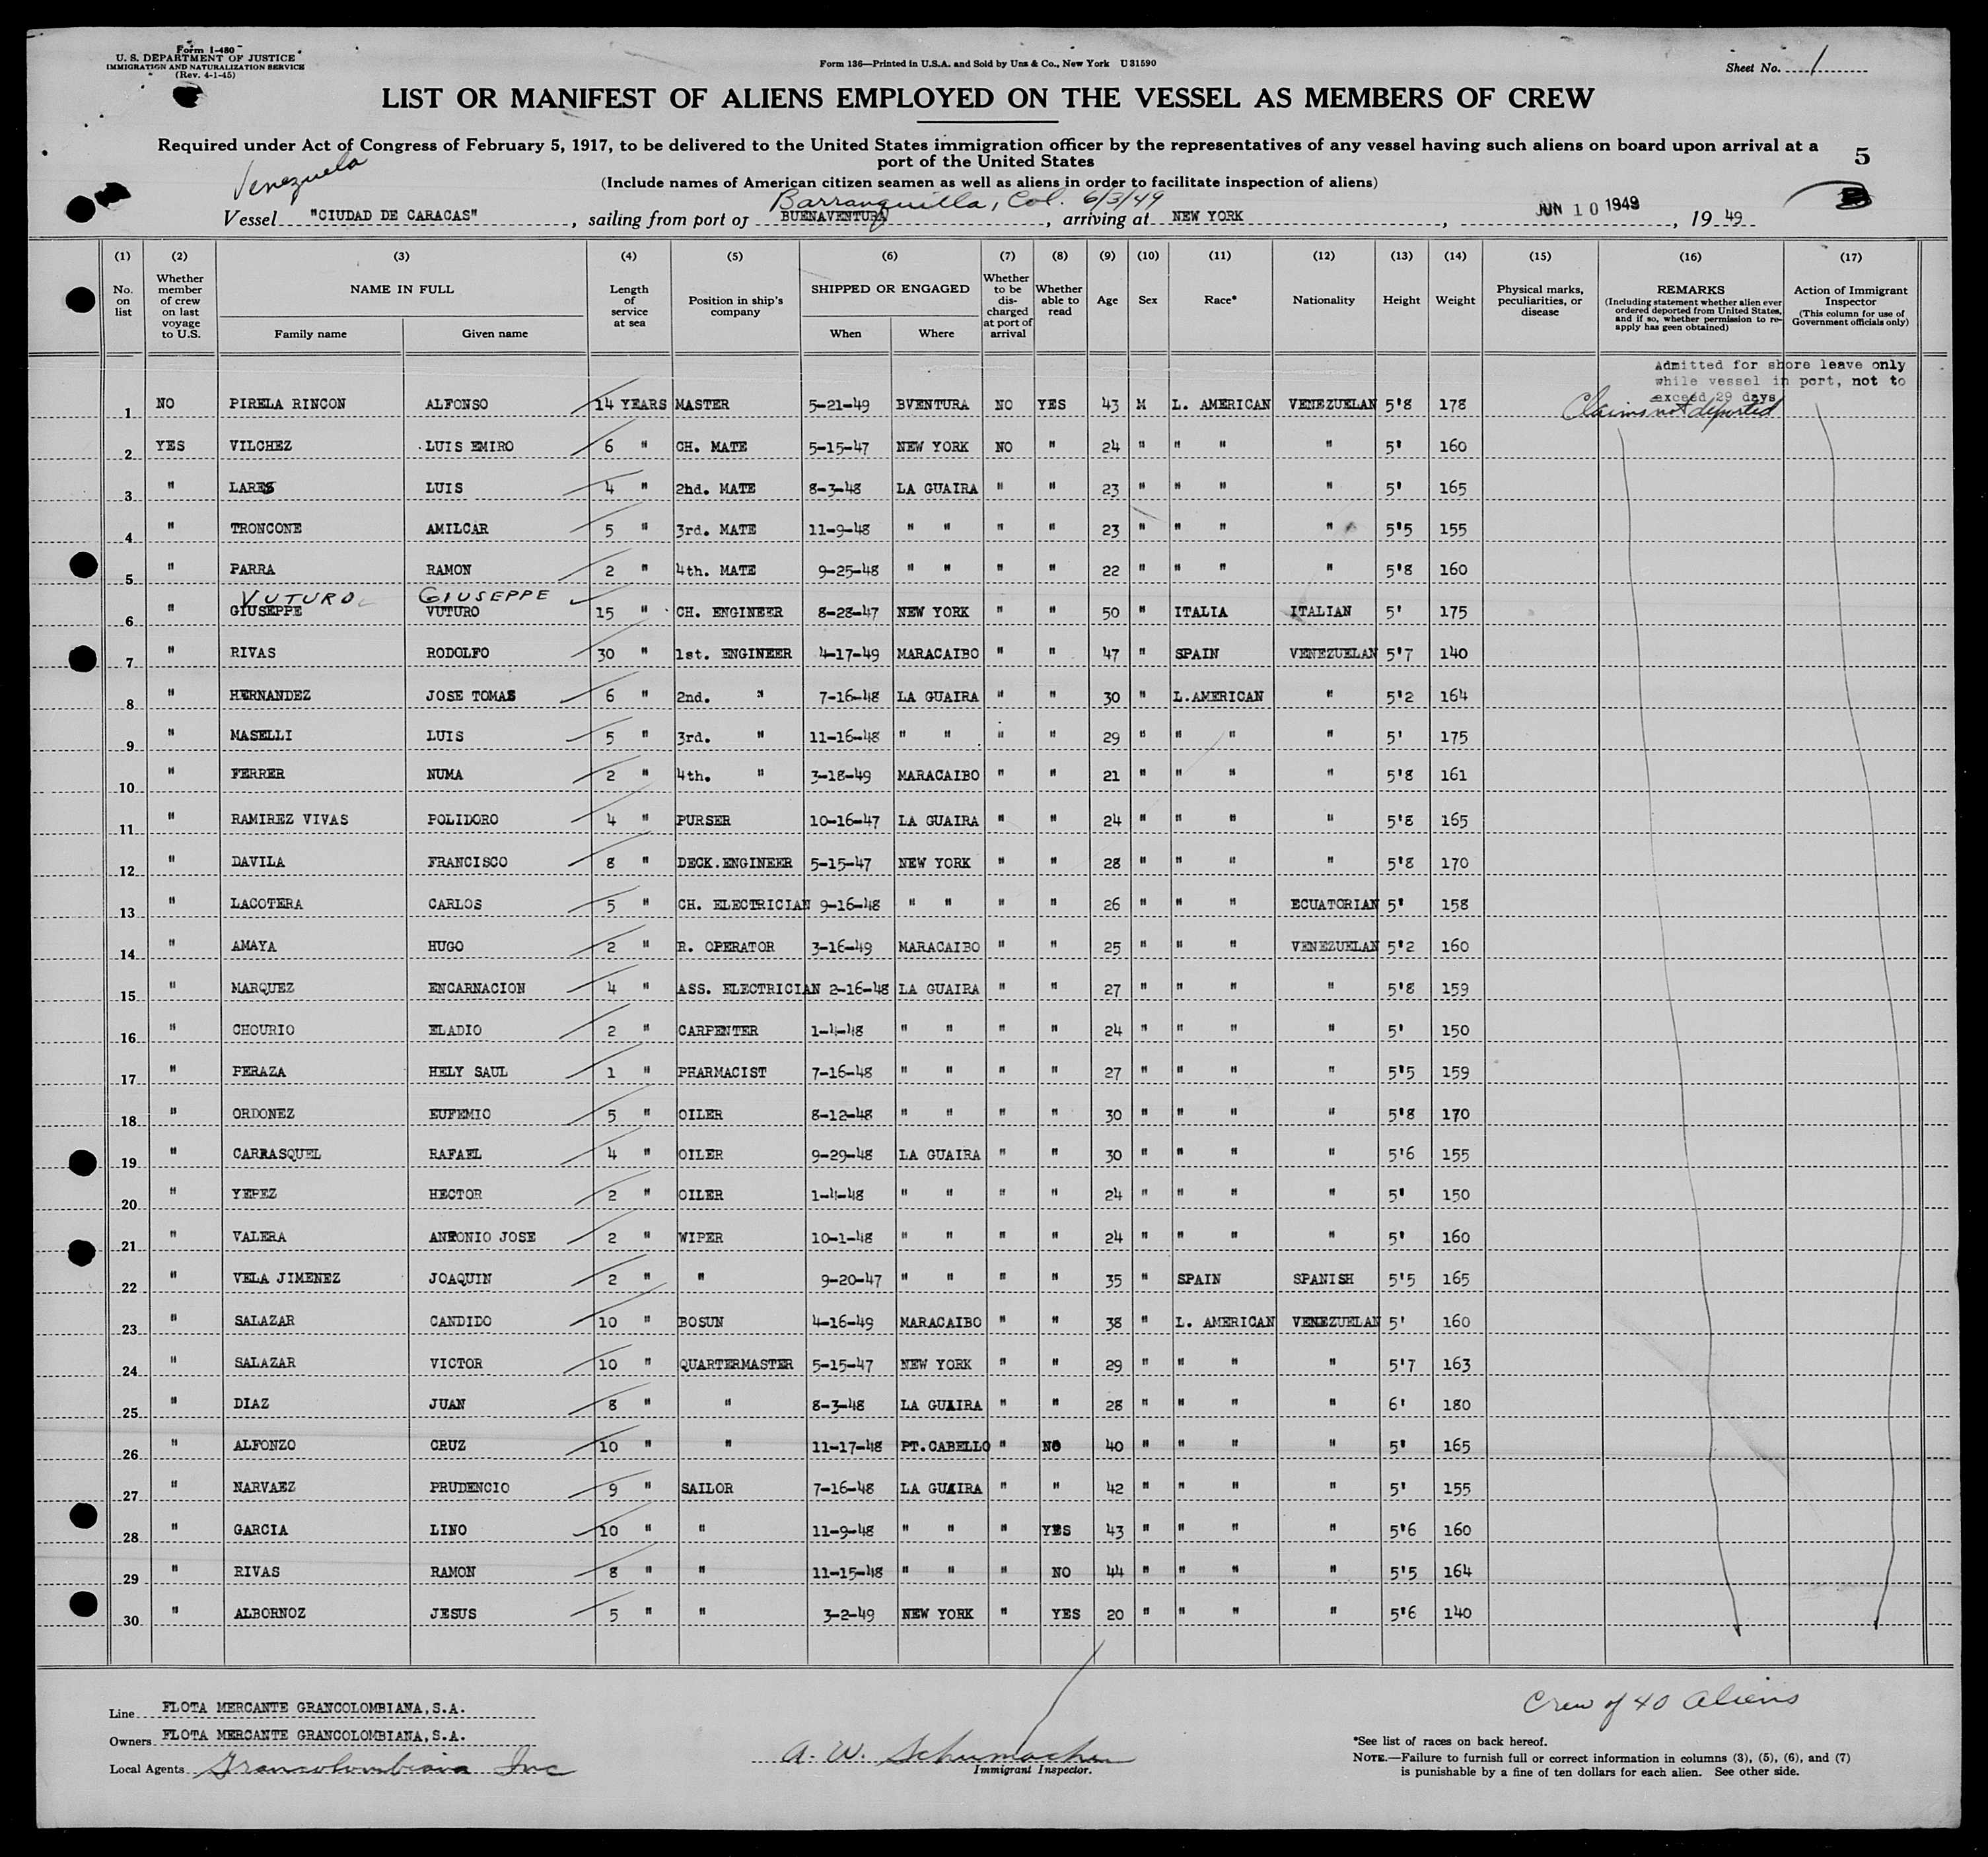 Form I-480
U. S. DEPARTMENT OF JUSTICE
IMMIGRATION AND NATURALIZATION SERVICE
(Rev. 4-1-45)
Form 136—Printed in U.S.A. and Sold by Unz & Co., New York U31590
Sheet No. 1
LIST OR MANIFEST OF ALIENS EMPLOYED ON THE VESSEL AS MEMBERS OF CREW
Required under Act of Congress of February 5, 1917, to be delivered to the United States immigration officer by the representatives of any vessel having such aliens on board upon arrival at a
port of the United States
5
(Include names of American citizen seamen as well as aliens in order to facilitate inspection of aliens)
Venezuela
Barranquilla, Col. 6/3/49
Vessel "CIUDAD DE CARACAS", sailing from port of BUENAVENTURA, arriving at NEW YORK, JUN 10 1949, 19 49
(1) (2) (3) (4) (5) (6) (7) (8) (9) (10) (11) (12) (13) (14) (15) (16) (17)
No. on list Whether member of crew on last voyage to U.S. NAME IN FULL Family name Given name Length of service at sea Position in ship's company SHIPPED OR ENGAGED When Where Whether to be discharged at port of arrival Whether able to read Age Sex Race* Nationality Height Weight Physical marks, peculiarities, or disease REMARKS (Including statement whether alien ever ordered deported from United States, and if so, whether permission to re-apply has geen obtained) Action of Immigrant Inspector (This column for use of Government officials only)
Admitted for shore leave only
while vessel in port, not to
exceed 29 days
Claims not deported
1 NO PIRELA RINCON ALFONSO 14 YEARS MASTER 5-21-49 BVENTURA NO YES 43 M L. AMERICAN VENEZUELAN 5'8 178
2 YES VILCHEZ LUIS EMIRO 6 " CH. MATE 5-15-47 NEW YORK NO " 24 " " " " 5' 160
3 " LARES LUIS 4 " 2hd. MATE 8-3-48 LA GUAIRA " " 23 " " " " 5' 165
4 " TRONCONE AMILCAR 5 " 3rd. MATE 11-9-48 " " " " 23 " " " " 5'5 155
5 " PARRA RAMON 2 " 4th. MATE 9-25-48 " " " " 22 " " " " 5'8 160
VUTURO GIUSEPPE
6 " GIUSEPPE VUTURO 15 " CH. ENGINEER 8-28-47 NEW YORK " " 50 " ITALIA ITALIAN 5' 175
7 " RIVAS RODOLFO 30 " 1st. ENGINEER 4-17-49 MARACAIBO " " 47 " SPAIN VENEZUELAN 5'7 140
8 " HERNANDEZ JOSE TOMAS 6 " 2nd. " 7-16-48 LA GUAIRA " " 30 " L.AMERICAN " 5'2 164
9 " MASELLI LUIS 5 " 3rd. " 11-16-48 " " " " 29 " " " " 5' 175
10 " FERRER NUMA 2 " 4th. " 3-18-49 MARACAIBO " " 21 " " " " 5'8 161
11 " RAMIREZ VIVAS POLIDORO 4 " PURSER 10-16-47 LA GUAIRA " " 24 " " " " 5'8 165
12 " DAVILA FRANCISCO 8 " DECK.ENGINEER 5-15-47 NEW YORK " " 28 " " " " 5'8 170
13 " LACOTERA CARLOS 5 " CH. ELECTRICIAN 9-16-48 " " " " 26 " " " ECUATORIAN 5' 158
14 " AMAYA HUGO 2 " R. OPERATOR 3-16-49 MARACAIBO " " 25 " " " VENEZUELAN 5'2 160
15 " MARQUEZ ENCARNACION 4 " ASS. ELECTRICIAN 2-16-48 LA GUAIRA " " 27 " " " " 5'8 159
16 " CHOURIO ELADIO 2 " CARPENTER 1-4-48 " " " " 24 " " " " 5' 150
17 " PERAZA HELY SAUL 1 " PHARMACIST 7-16-48 " " " " 27 " " " " 5'5 159
18 " ORDONEZ EUFEMIO 5 " OILER 8-12-48 " " " " 30 " " " " 5'8 170
19 " CARRASQUEL RAFAEL 4 " OILER 9-29-48 LA GUAIRA " " 30 " " " " 5'6 155
20 " YEPEZ HECTOR 2 " OILER 1-4-48 " " " " 24 " " " " 5' 150
21 " VALERA ANTONIO JOSE 2 " WIPER 10-1-48 " " " " 24 " " " " 5' 160
22 " VELA JIMENEZ JOAQUIN 2 " " 9-20-47 " " " " 35 " SPAIN SPANISH 5'5 165
23 " SALAZAR CANDIDO 10 " BOSUN 4-16-49 MARACAIBO " " 38 " L. AMERICAN VENEZUELAN 5' 160
24 " SALAZAR VICTOR 10 " QUARTERMASTER 5-15-47 NEW YORK " " 29 " " " " 5'7 163
25 " DIAZ JUAN 8 " " 8-3-48 LA GUAIRA " " 28 " " " " 6' 180
26 " ALFONZO CRUZ 10 " " 11-17-48 PT.CABELLO " NO 40 " " " " 5' 165
27 " NARVAEZ PRUDENCIO 9 " SAILOR 7-16-48 LA GUAIRA " " 42 " " " " 5' 155
28 " GARCIA LINO 10 " " 11-9-48 " " " YES 43 " " " " 5'6 160
29 " RIVAS RAMON 8 " " 11-15-48 " " " NO 44 " " " " 5'5 164
30 " ALBORNOZ JESUS 5 " " 3-2-49 NEW YORK " YES 20 " " " " 5'6 140
Line FLOTA MERCANTE GRANCOLOMBIANA, S.A.
Owners FLOTA MERCANTE GRANCOLOMBIANA, S.A.
Local Agents Grancolombiana Inc
A. W. Schumacher
Immigrant Inspector.
Crew of 40 Aliens
*See list of races on back hereof.
NOTE.—Failure to furnish full or correct information in columns (3), (5), (6), and (7)
is punishable by a fine of ten dollars for each alien. See other side.